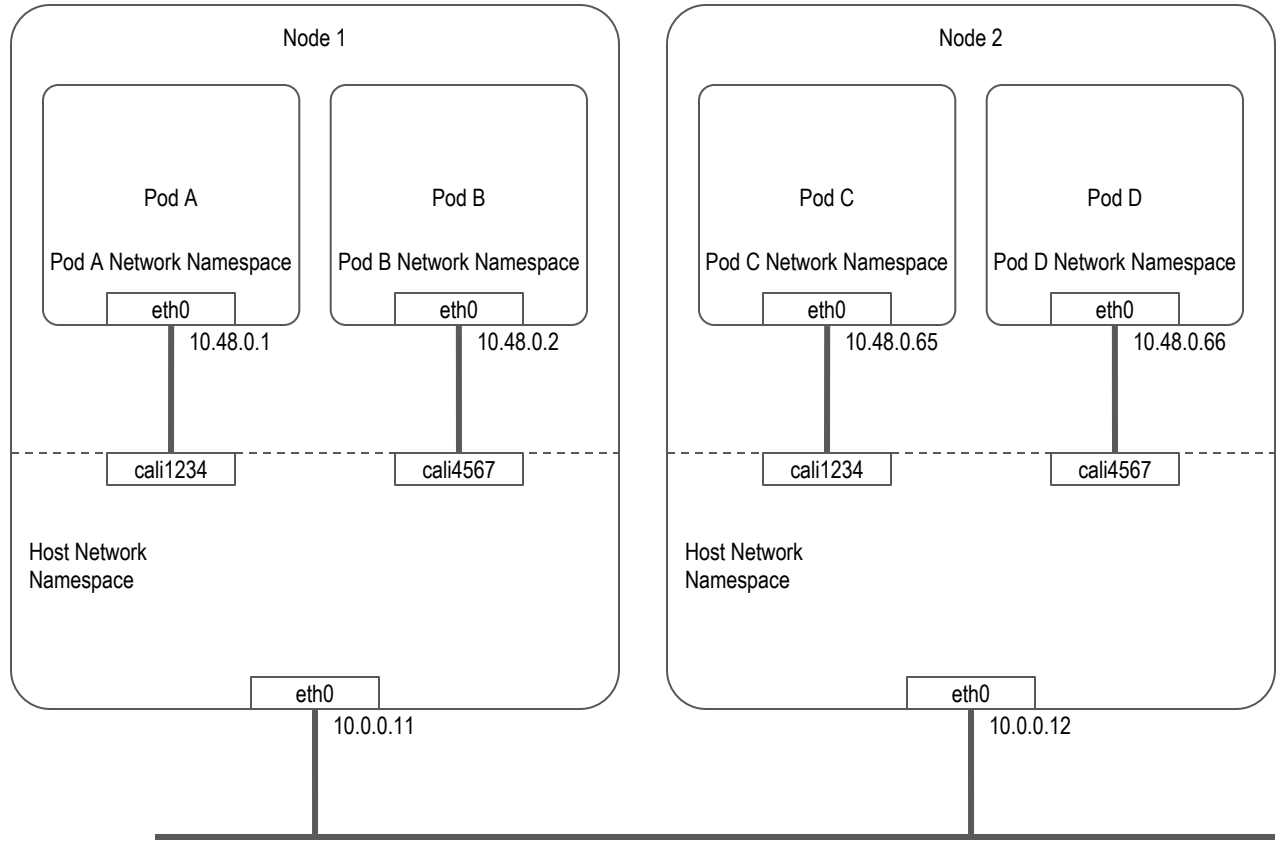 Node 1
Node 2
Pod A
Pod B
Pod C
Pod D
Pod A Network Namespace
Pod B Network Namespace
Pod C Network Namespace
Pod D Network Namespace
eth0
eth0
eth0
eth0
10.48.0.1
10.48.0.2
10.48.0.65
10.48.0.66
cali1234
cali4567
cali1234
cali4567
Host Network
Namespace
Host Network
Namespace
eth0
eth0
10.0.0.11
10.0.0.12